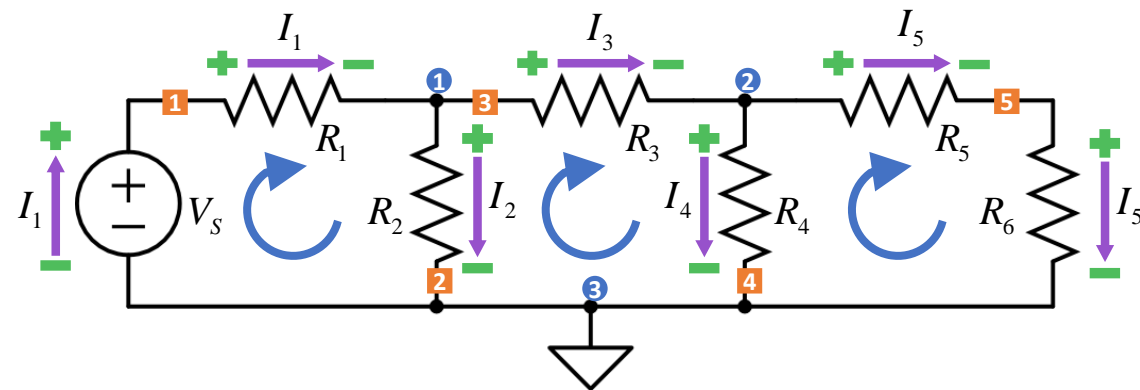 I₁ I₃ I₅
1 1 3 2 5
R₁ R₃ R₅
I₁ V_S R₂ I₂ I₄ R₄ R₆ I₅
2 3 4